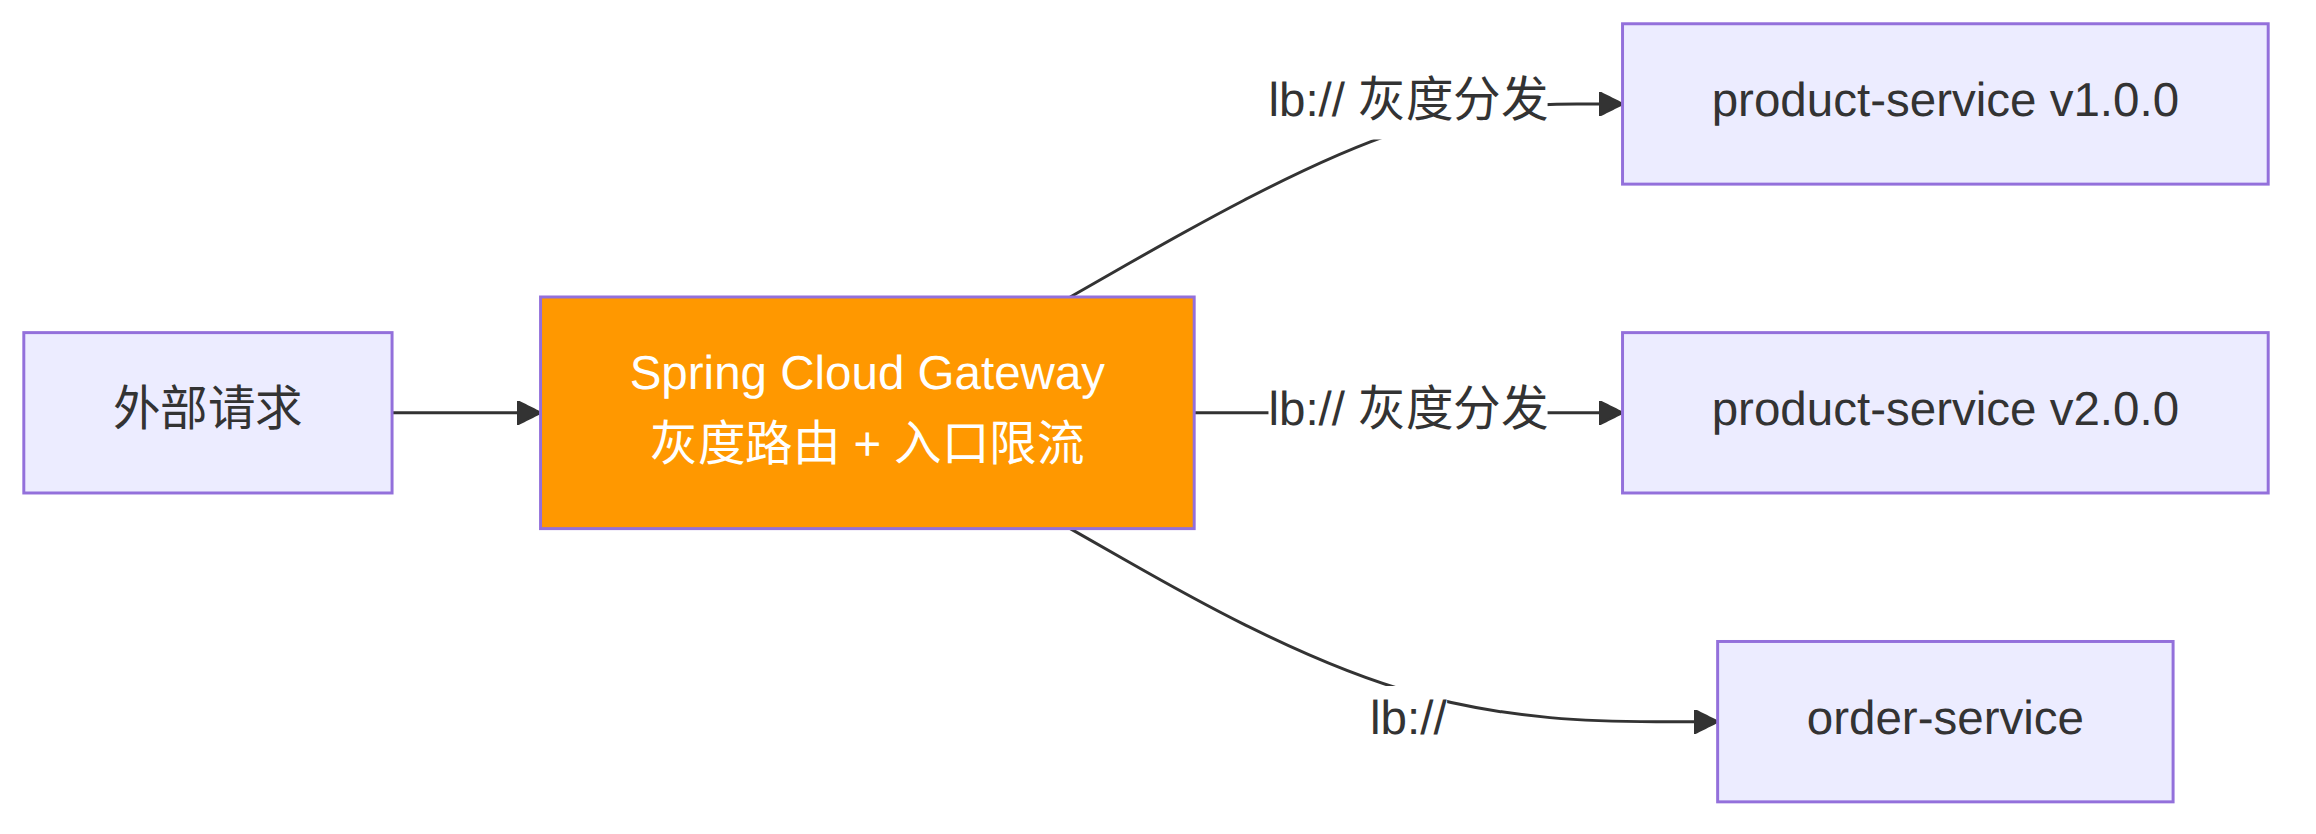 外部请求
Spring Cloud Gateway
灰度路由 + 入口限流
lb:// 灰度分发
product-service v1.0.0
lb:// 灰度分发
product-service v2.0.0
lb://
order-service